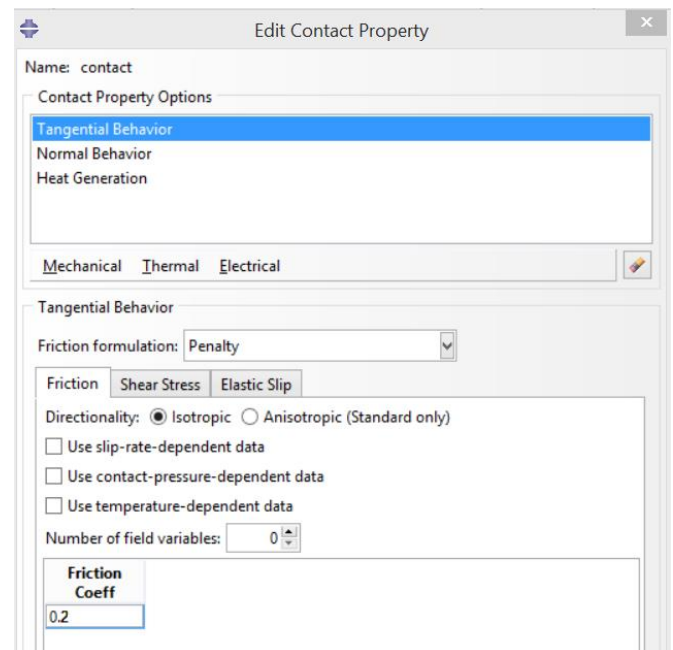 Edit Contact Property
Name: contact
Contact Property Options
Tangential Behavior
Normal Behavior
Heat Generation
Mechanical Thermal Electrical
Tangential Behavior
Friction formulation: Penalty
Friction Shear Stress Elastic Slip
Directionality: Isotropic Anisotropic (Standard only)
Use slip-rate-dependent data
Use contact-pressure-dependent data
Use temperature-dependent data
Number of field variables: 0
Friction
Coeff
0.2